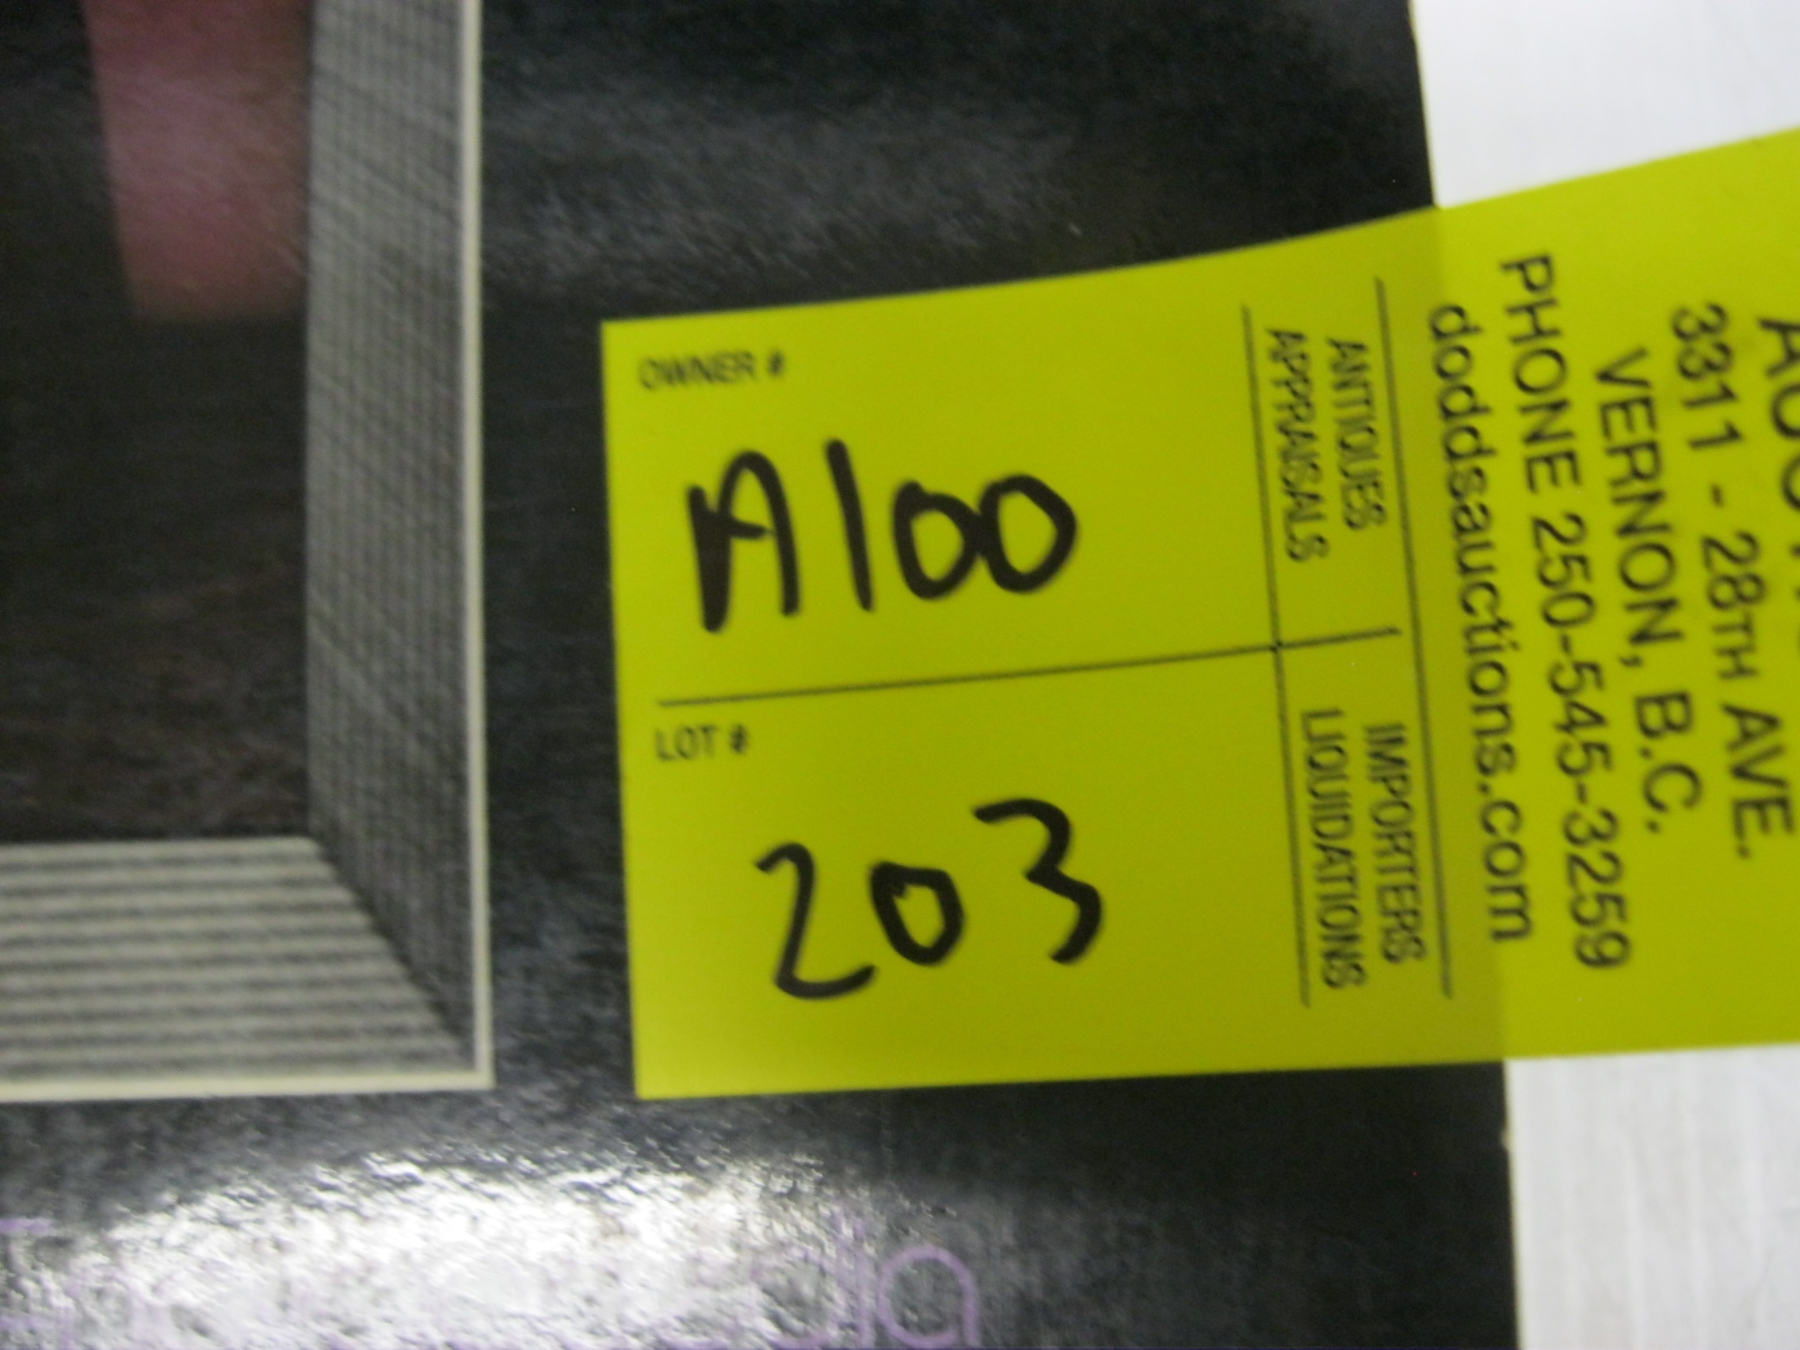 OWNER #
A100
LOT #
203
ANTIQUES
APPRAISALS
IMPORTERS
LIQUIDATIONS
3311 - 28TH AVE.
VERNON, B.C.
PHONE 250-545-3259
doddsauctions.com